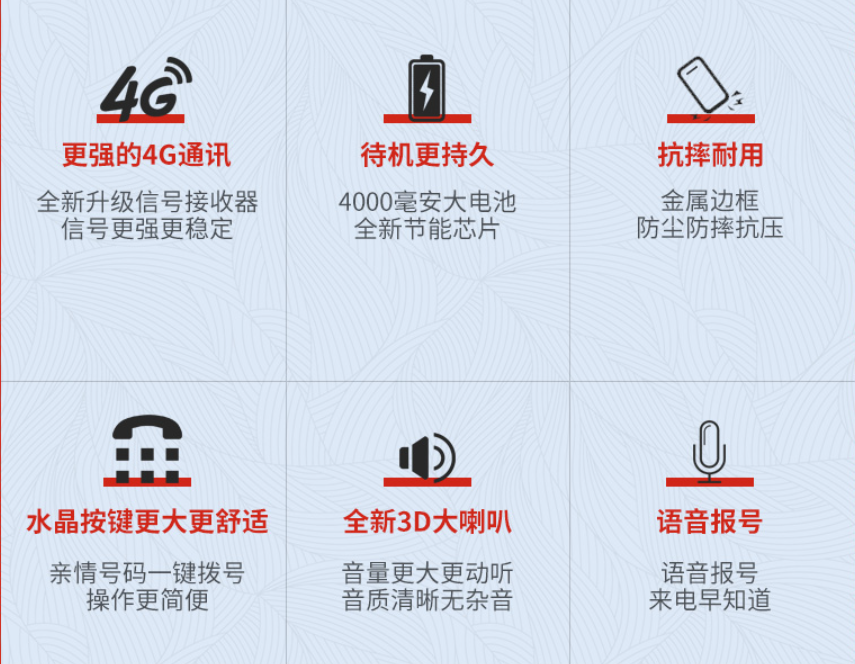 4G
更强的4G通讯
全新升级信号接收器
信号更强更稳定
待机更持久
4000毫安大电池
全新节能芯片
抗摔耐用
金属边框
防尘防摔抗压
水晶按键更大更舒适
亲情号码一键拨号
操作更简便
全新3D大喇叭
音量更大更动听
音质清晰无杂音
语音报号
语音报号
来电早知道